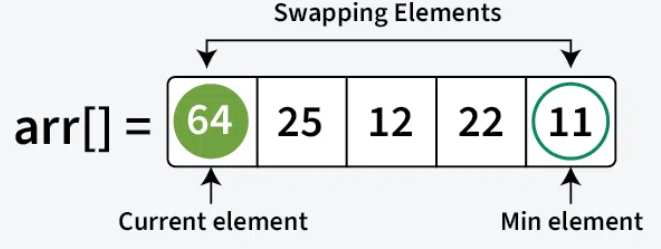 Swapping Elements
arr[] = 64 25 12 22 11
Current element Min element